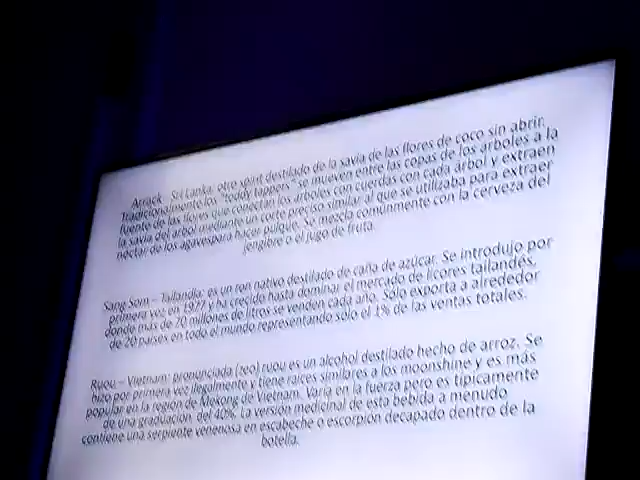 Arrack - Sri Lanka, otro spirit destilado de la savia de las flores de coco sin abrir.
Tradicionalmente los "toddy tappers" se mueven entre las copas de los arboles a la
fuente de las flores que conectan los árboles con cuerdas con cada árbol y extraen
la savia del árbol mediante un corte preciso similar al que se utilizaba para extraer
nectar de los agavespara hacer pulque. Se mezcla comúnmente con la cerveza del
jengibre o el jugo de fruta.
Sang Som – Tailandia: es un ron nativo destilado de caña de azúcar. Se introdujo por
primera vez en 1977 y ha crecido hasta dominar el mercado de licores tailandés,
donde más de 70 millones de litros se venden cada año. Sólo exporta a alrededor
de 20 países en todo el mundo representando sólo el 1% de las ventas totales.
Ruou – Vietnam: pronunciada (zeo) ruou es un alcohol destilado hecho de arroz. Se
hizo por primera vez ilegalmente y tiene raíces similares a los moonshine y es más
popular en la región de Mekong de Vietnam. Varía en la fuerza pero es típicamente
de una graduación del 40%. La versión medicinal de esta bebida a menudo
contiene una serpiente venenosa en escabeche o escorpión decapado dentro de la
botella.